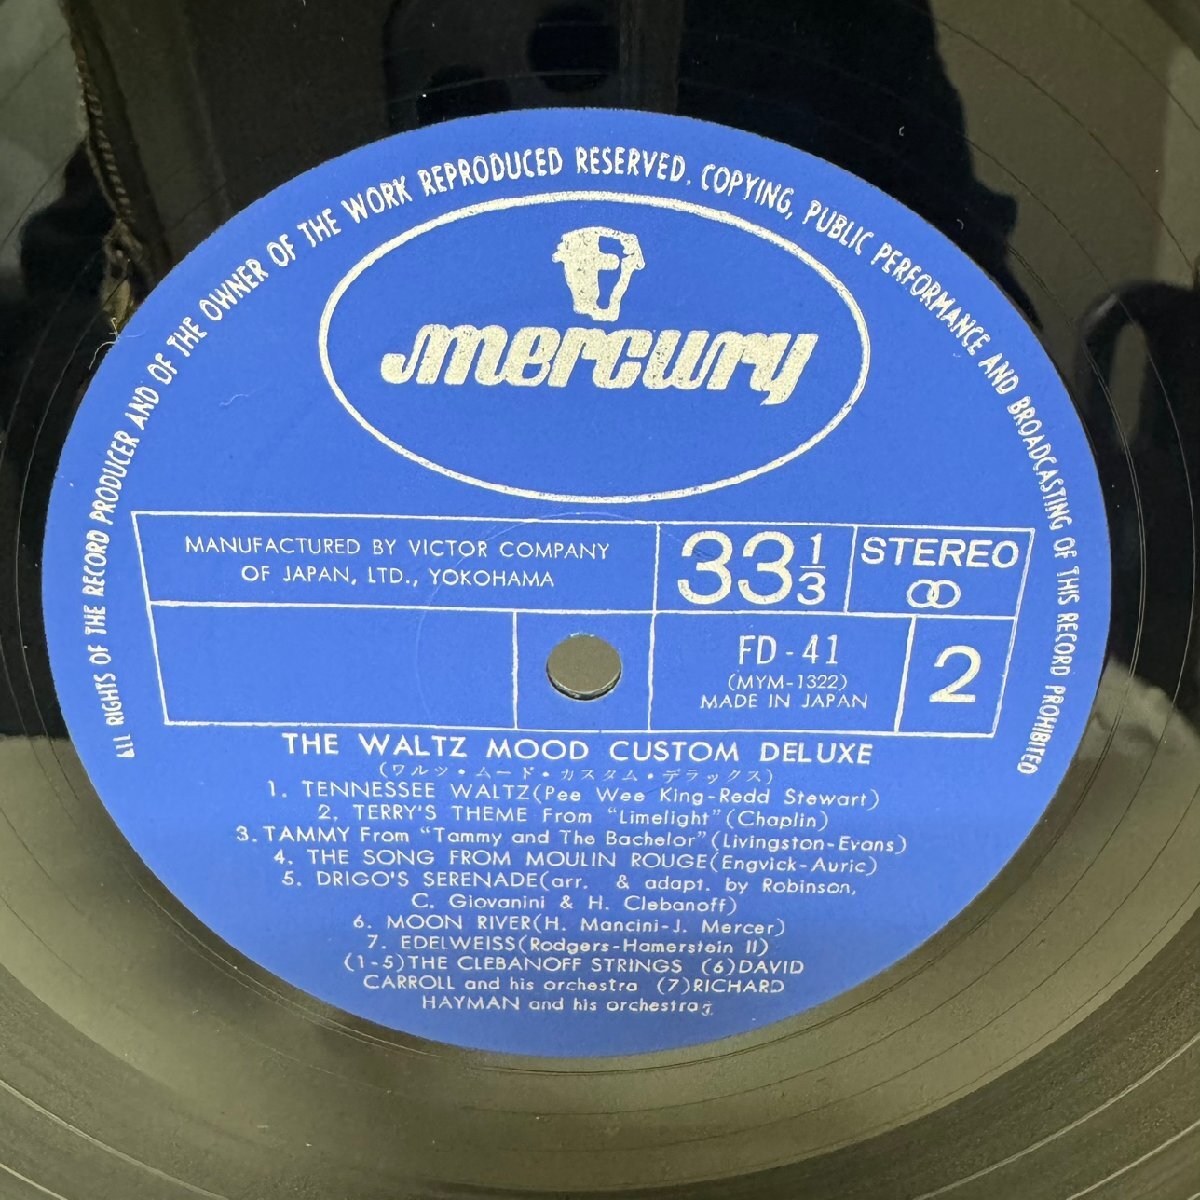 ALL RIGHTS OF THE RECORD PRODUCER AND OF THE OWNER OF THE WORK REPRODUCED RESERVED. COPYING, PUBLIC PERFORMANCE AND BROADCASTING OF THIS RECORD PROHIBITED
mercury
MANUFACTURED BY VICTOR COMPANY
OF JAPAN, LTD., YOKOHAMA
33 1/3
STEREO
FD-41
(MYM-1322)
MADE IN JAPAN
2
THE WALTZ MOOD CUSTOM DELUXE
(ワルツ・ムード・カスタム・デラックス)
1. TENNESSEE WALTZ(Pee Wee King-Redd Stewart)
2. TERRY'S THEME From "Limelight"(Chaplin)
3. TAMMY From "Tammy and The Bachelor"(Livingston-Evans)
4. THE SONG FROM MOULIN ROUGE(Engvick-Auric)
5. DRIGO'S SERENADE(arr. & adapt. by Robinson,
C. Giovanini & H. Clebanoff)
6. MOON RIVER(H. Mancini-J. Mercer)
7. EDELWEISS(Rodgers-Hamerstein II)
(1-5)THE CLEBANOFF STRINGS (6)DAVID
CARROLL and his orchestra (7)RICHARD
HAYMAN and his orchestra